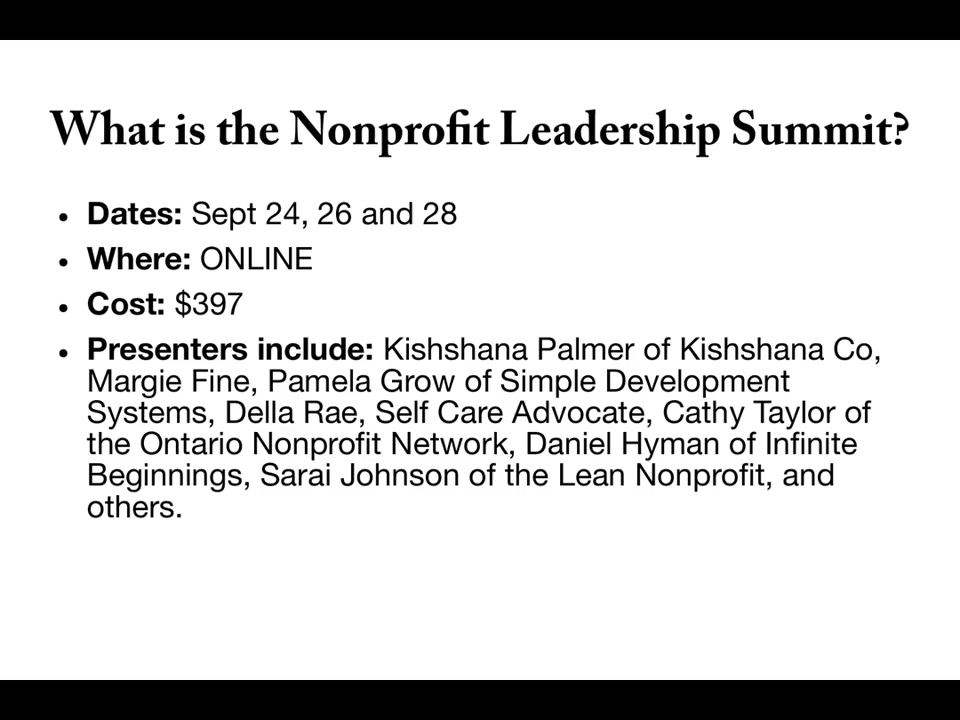 What is the Nonprofit Leadership Summit?
• Dates: Sept 24, 26 and 28
• Where: ONLINE
• Cost: $397
• Presenters include: Kishshana Palmer of Kishshana Co,
Margie Fine, Pamela Grow of Simple Development
Systems, Della Rae, Self Care Advocate, Cathy Taylor of
the Ontario Nonprofit Network, Daniel Hyman of Infinite
Beginnings, Sarai Johnson of the Lean Nonprofit, and
others.